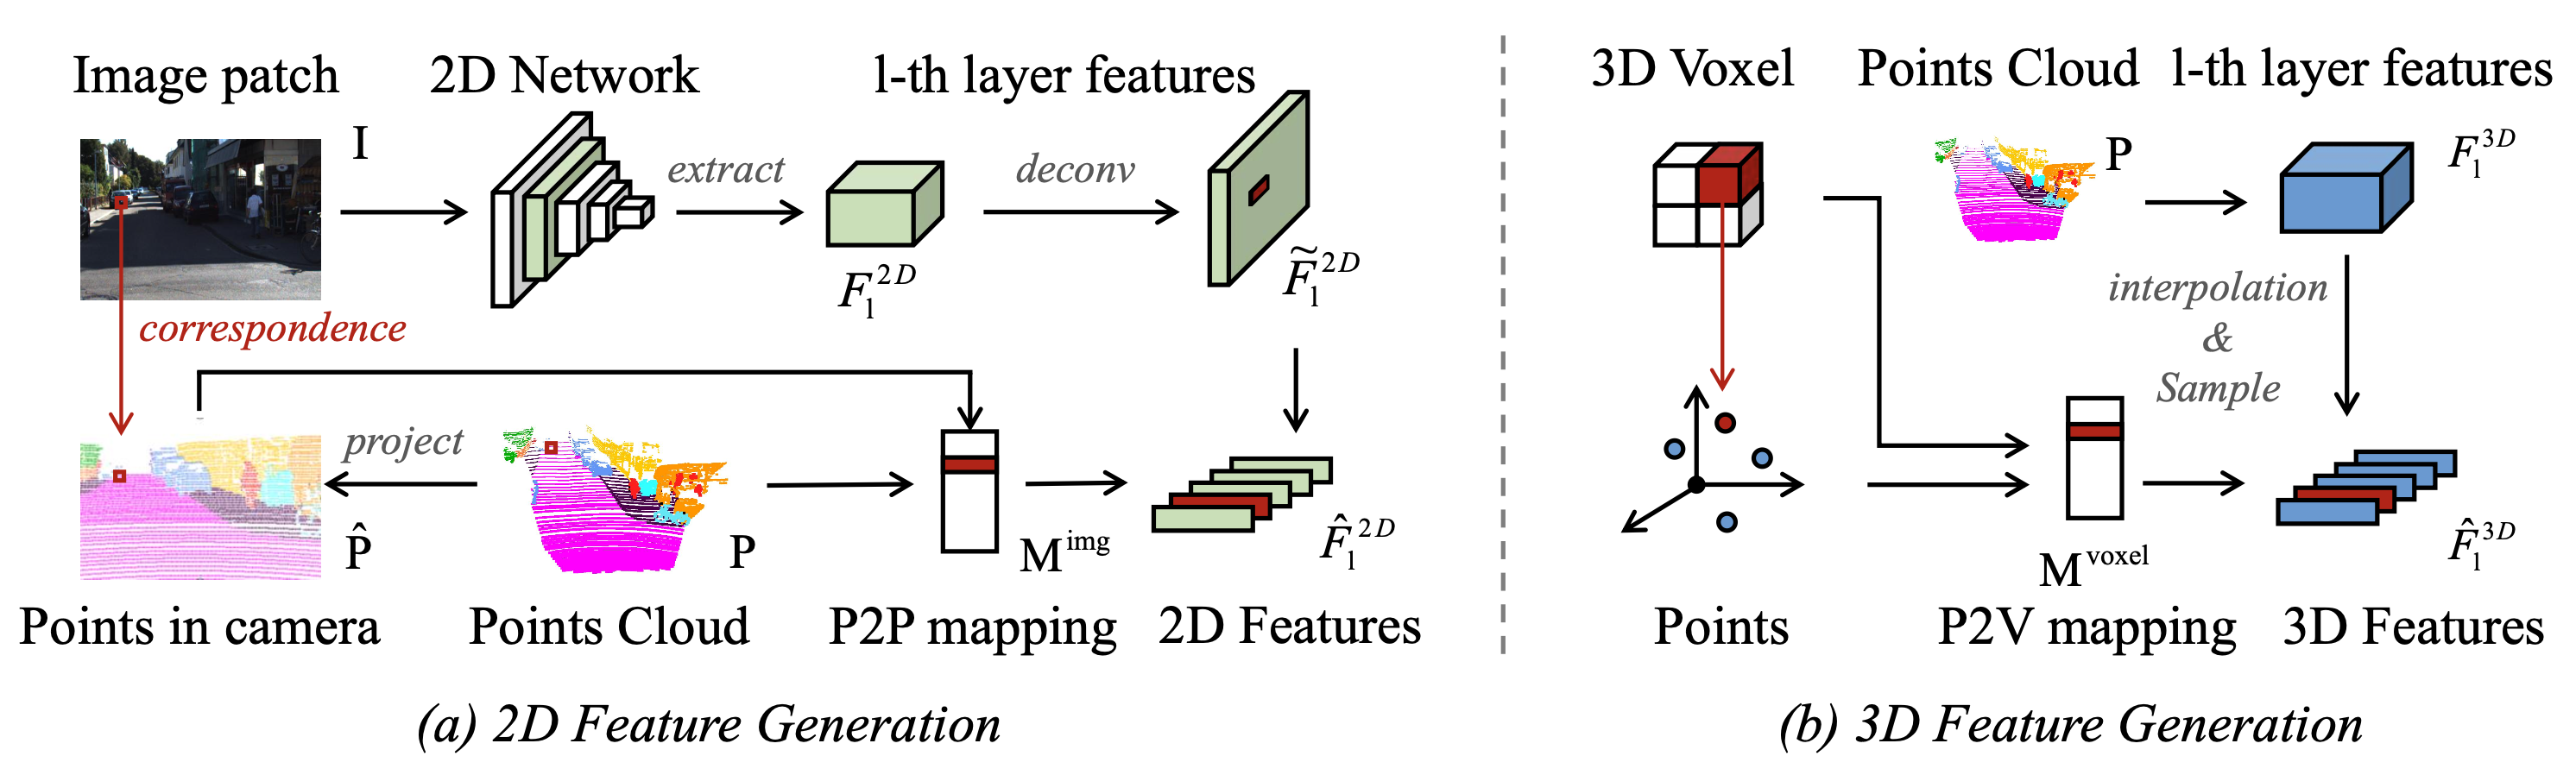 Image patch
2D Network
l-th layer features
I
extract
deconv
F_l^{2D}
\tilde{F}_l^{2D}
correspondence
project
P̂
P
M^{img}
\hat{F}_l^{2D}
Points in camera
Points Cloud
P2P mapping
2D Features
(a) 2D Feature Generation
3D Voxel
Points Cloud
l-th layer features
P
F_l^{3D}
interpolation
&
Sample
M^{voxel}
\hat{F}_l^{3D}
Points
P2V mapping
3D Features
(b) 3D Feature Generation